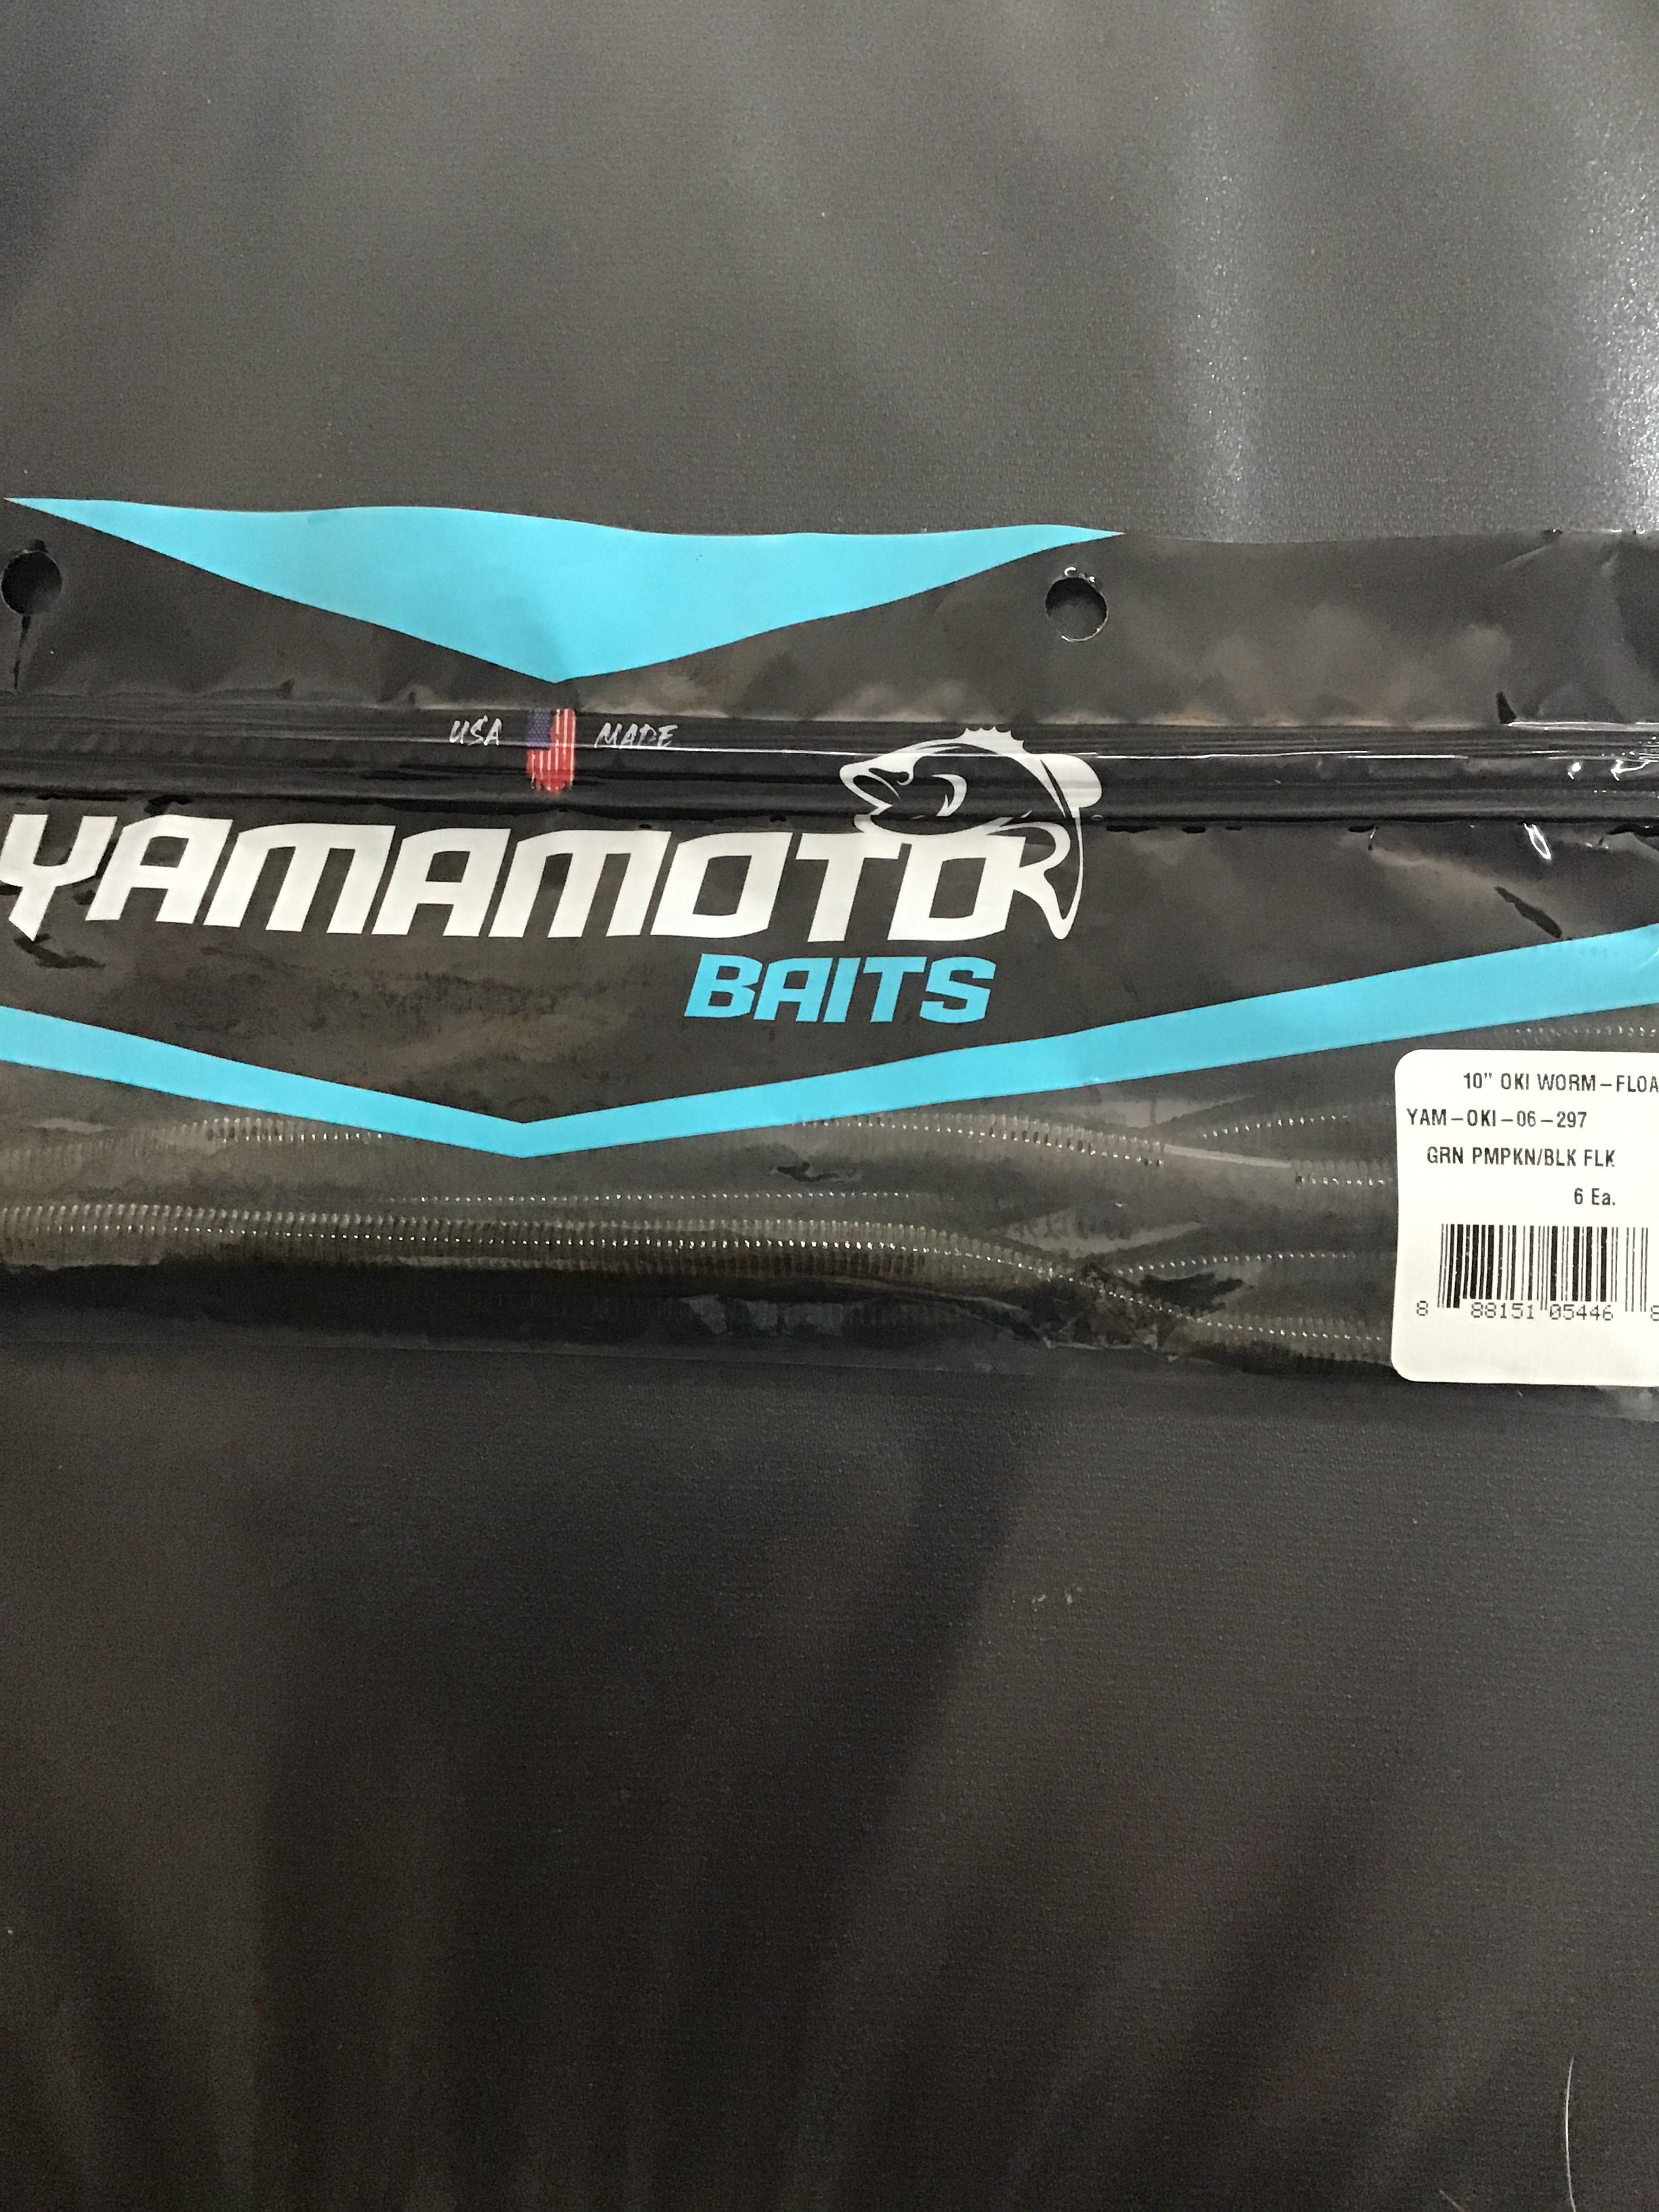 USA MADE
YAMAMOTO
BAITS
10" OKI WORM-FLOA
YAM-OKI-06-297
GRN PMPKN/BLK FLK
6 Ea.
8 88151 05446 8